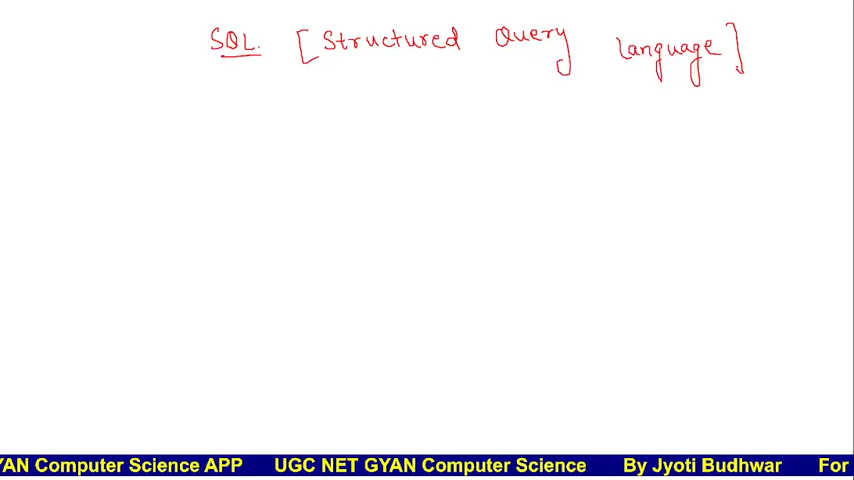 SQL. [Structured Query language]
YAN Computer Science APP UGC NET GYAN Computer Science By Jyoti Budhwar For